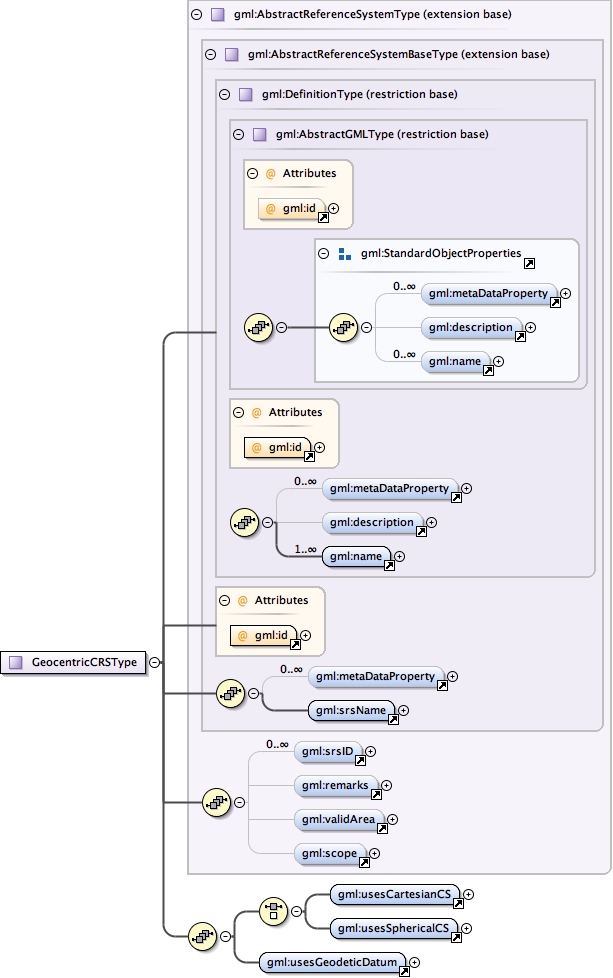 gml:AbstractReferenceSystemType (extension base)
gml:AbstractReferenceSystemBaseType (extension base)
gml:DefinitionType (restriction base)
gml:AbstractGMLType (restriction base)
@ Attributes
gml:id
gml:StandardObjectProperties
0..∞
gml:metaDataProperty
gml:description
0..∞
gml:name
@ Attributes
gml:id
0..∞
gml:metaDataProperty
gml:description
1..∞
gml:name
@ Attributes
gml:id
GeocentricCRSType
0..∞
gml:metaDataProperty
gml:srsName
0..∞
gml:srsID
gml:remarks
gml:validArea
gml:scope
gml:usesCartesianCS
gml:usesSphericalCS
gml:usesGeodeticDatum